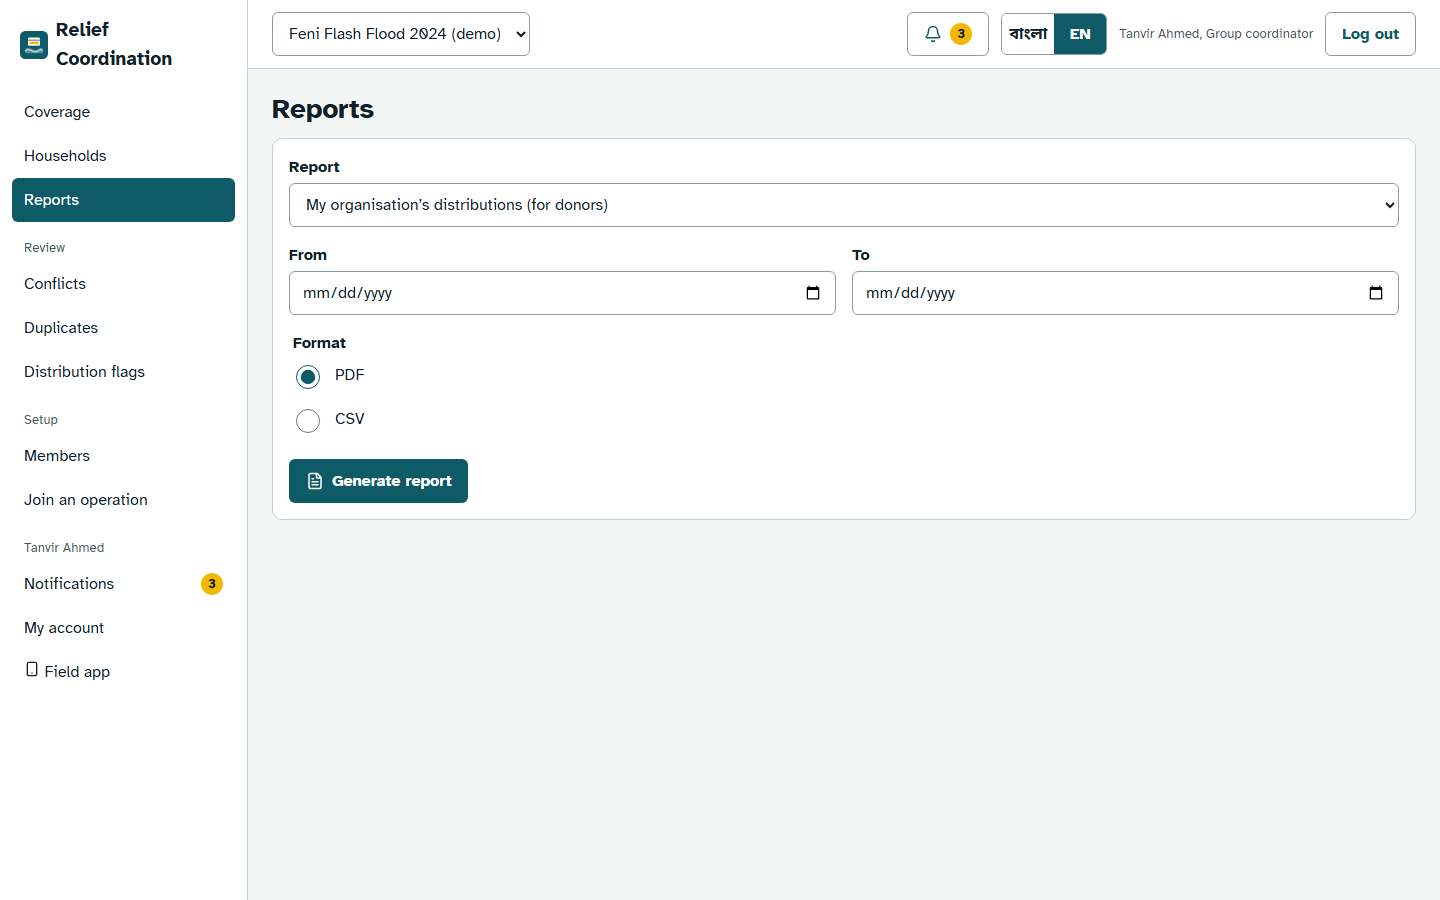 Relief
Coordination
Feni Flash Flood 2024 (demo)
3
বাংলা
EN
Tanvir Ahmed, Group coordinator
Log out
Coverage
Households
Reports
Review
Conflicts
Duplicates
Distribution flags
Setup
Members
Join an operation
Tanvir Ahmed
Notifications
3
My account
Field app
Reports
Report
My organisation's distributions (for donors)
From
To
mm/dd/yyyy
mm/dd/yyyy
Format
PDF
CSV
Generate report